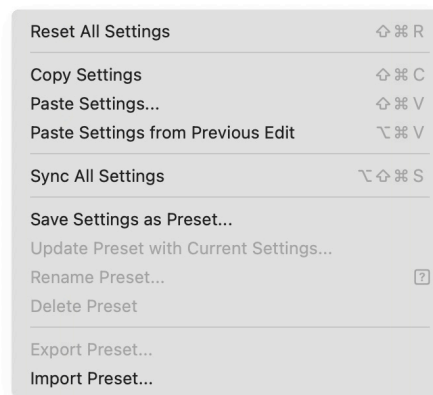 Reset All Settings ⇧⌘R
Copy Settings ⇧⌘C
Paste Settings... ⇧⌘V
Paste Settings from Previous Edit ⌥⌘V
Sync All Settings ⌥⇧⌘S
Save Settings as Preset...
Update Preset with Current Settings...
Rename Preset... ?
Delete Preset
Export Preset...
Import Preset...